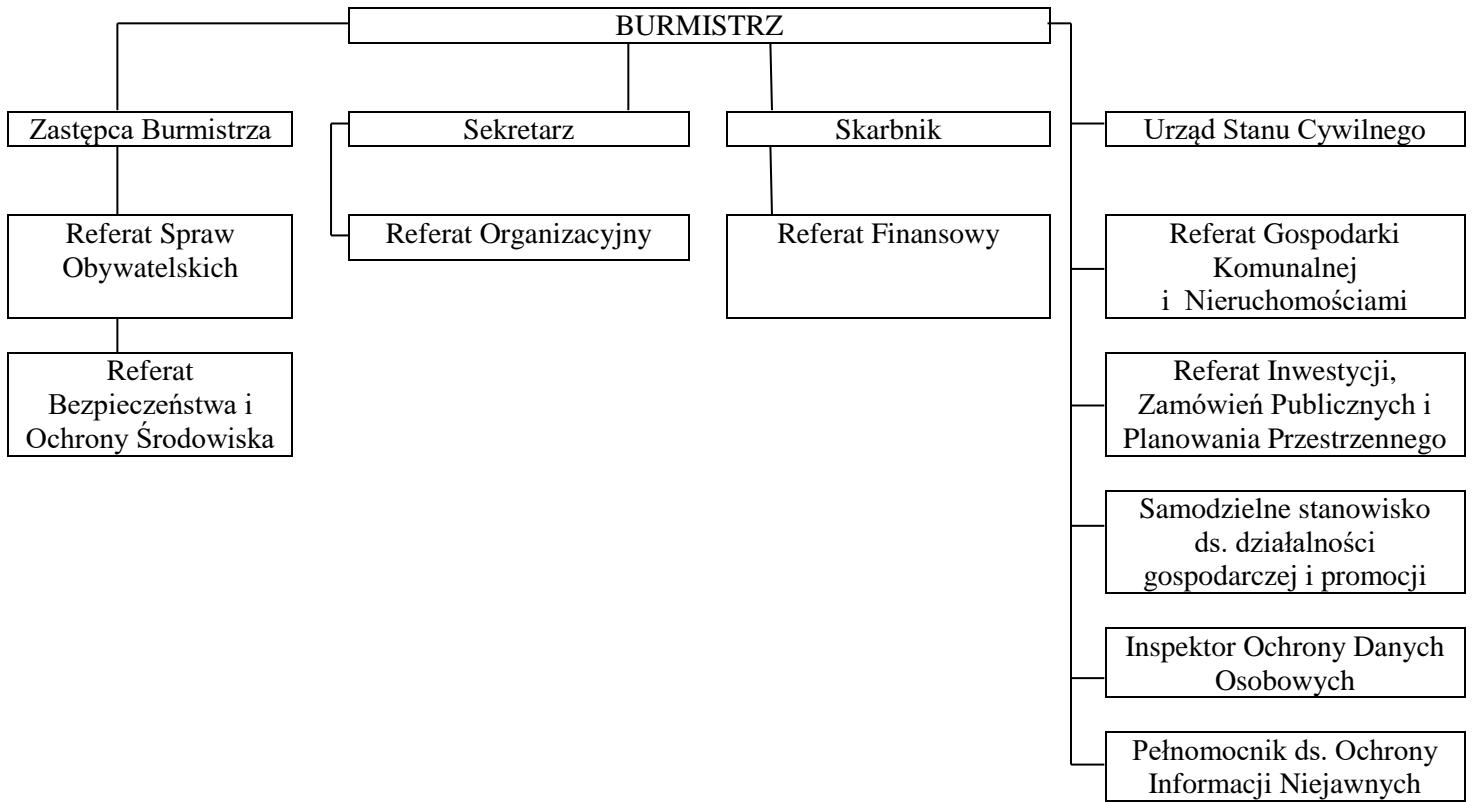 BURMISTRZ
Zastępca Burmistrza
Sekretarz
Skarbnik
Urząd Stanu Cywilnego
Referat Spraw
Obywatelskich
Referat Organizacyjny
Referat Finansowy
Referat Gospodarki
Komunalnej
i Nieruchomościami
Referat
Bezpieczeństwa i
Ochrony Środowiska
Referat Inwestycji,
Zamówień Publicznych i
Planowania Przestrzennego
Samodzielne stanowisko
ds. działalności
gospodarczej i promocji
Inspektor Ochrony Danych
Osobowych
Pełnomocnik ds. Ochrony
Informacji Niejawnych